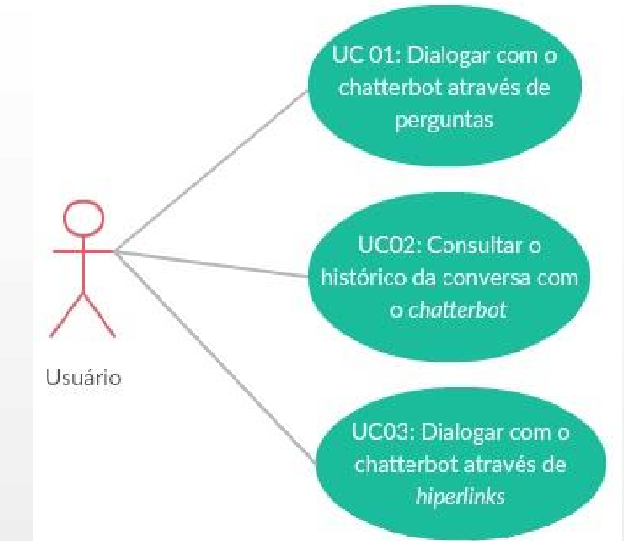 UC 01: Dialogar com o
chatterbot através de
perguntas
UC02: Consultar o
histórico da conversa com
o chatterbot
Usuário
UC03: Dialogar com o
chatterbot através de
hiperlinks